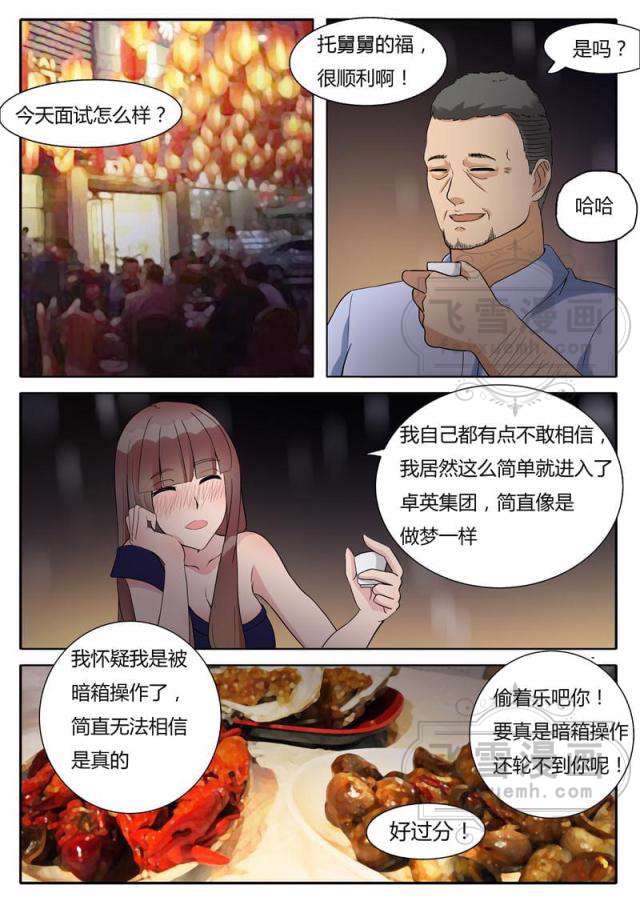 今天面试怎么样？
托舅舅的福，
很顺利啊！
是吗？
哈哈
飞雪漫画
我自己都有点不敢相信，
我居然这么简单就进入了
卓英集团，简直像是
做梦一样
我怀疑我是被
暗箱操作了，
简直无法相信
是真的
偷着乐吧你！
要真是暗箱操作
还轮不到你呢！
飞雪漫画
好过分！